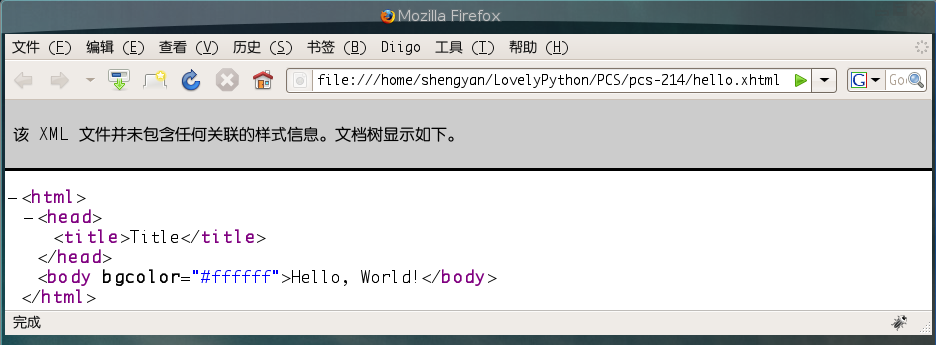 Mozilla Firefox
文件 (F) 编辑 (E) 查看 (V) 历史 (S) 书签 (B) Diigo 工具 (T) 帮助 (H)
file:///home/shengyan/LovelyPython/PCS/pcs-214/hello.xhtml G Go
该 XML 文件并未包含任何关联的样式信息。文档树显示如下。
−<html>
−<head>
<title>Title</title>
</head>
<body bgcolor="#ffffff">Hello, World!</body>
</html>
完成